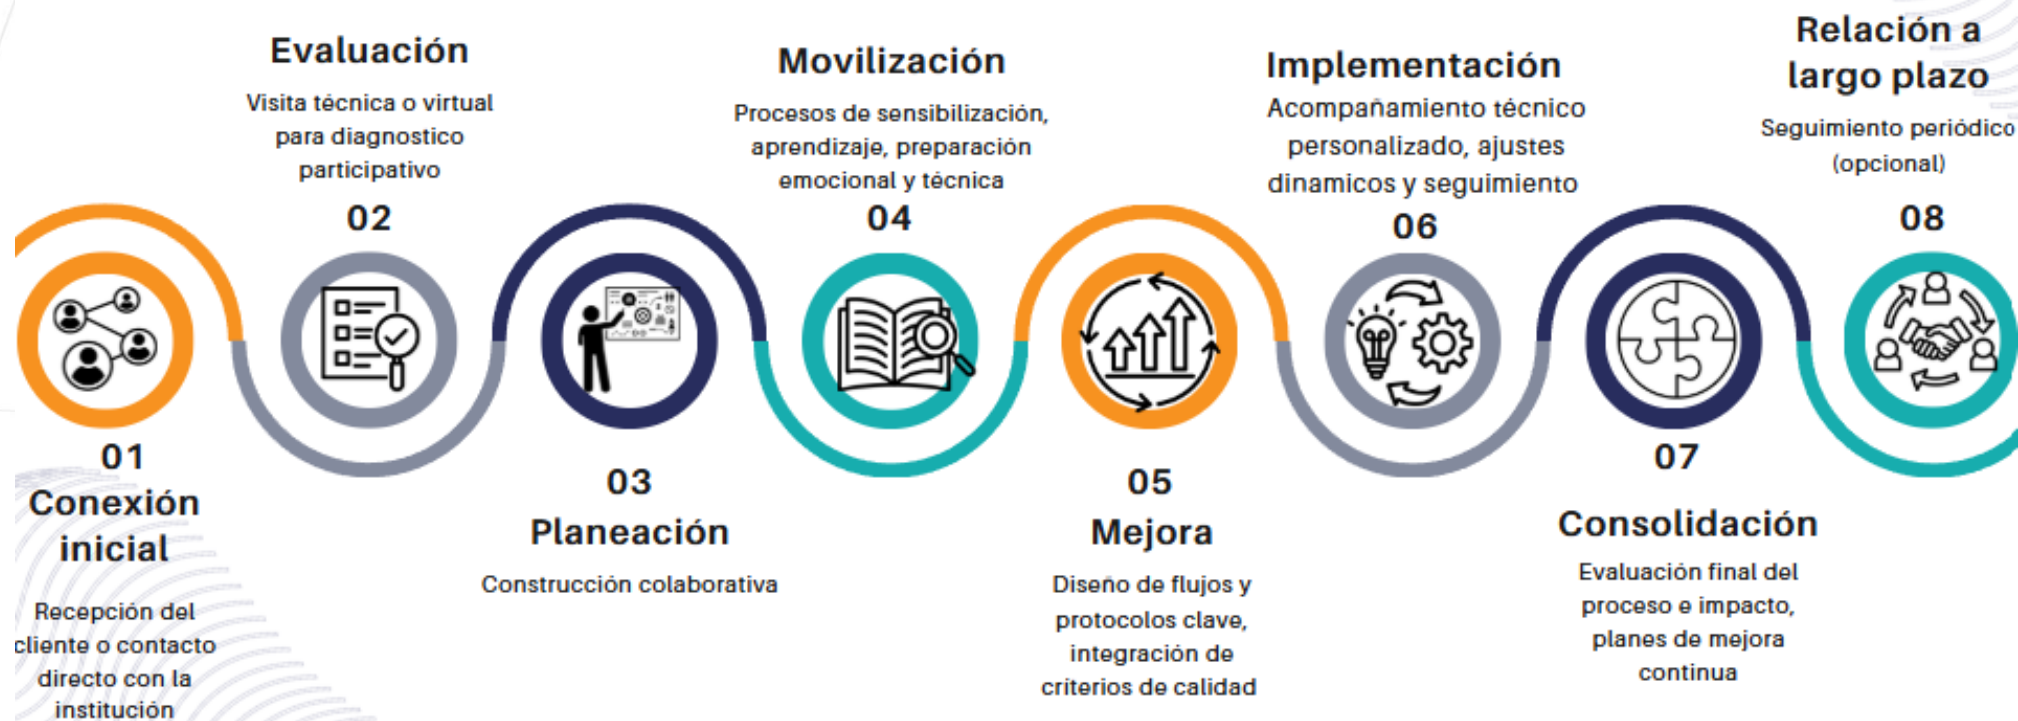 01
Conexión
inicial
Recepción del
cliente o contacto
directo con la
institución
Evaluación
Visita técnica o virtual
para diagnostico
participativo
02
03
Planeación
Construcción colaborativa
Movilización
Procesos de sensibilización,
aprendizaje, preparación
emocional y técnica
04
05
Mejora
Diseño de flujos y
protocolos clave,
integración de
criterios de calidad
Implementación
Acompañamiento técnico
personalizado, ajustes
dinamicos y seguimiento
06
07
Consolidación
Evaluación final del
proceso e impacto,
planes de mejora
continua
Relación a
largo plazo
Seguimiento periódico
(opcional)
08